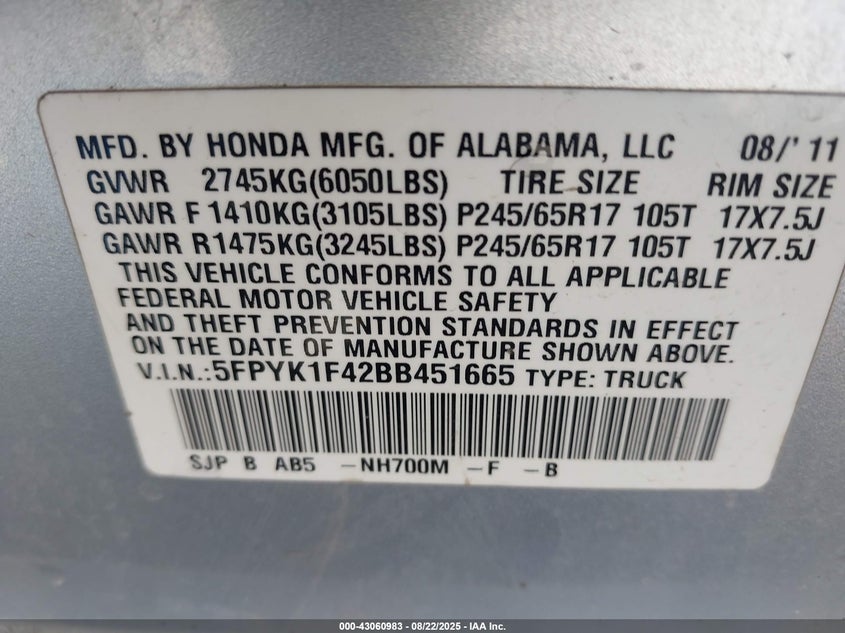 MFD. BY HONDA MFG. OF ALABAMA, LLC 08/' 11
GVWR 2745KG(6050LBS) TIRE SIZE RIM SIZE
GAWR F 1410KG(3105LBS) P245/65R17 105T 17X7.5J
GAWR R1475KG(3245LBS) P245/65R17 105T 17X7.5J
THIS VEHICLE CONFORMS TO ALL APPLICABLE
FEDERAL MOTOR VEHICLE SAFETY
AND THEFT PREVENTION STANDARDS IN EFFECT
ON THE DATE OF MANUFACTURE SHOWN ABOVE.
V.I.N.:5FPYK1F42BB451665 TYPE: TRUCK
SJP B AB5 -NH700M -F -B
000-43060983 - 08/22/2025 - IAA Inc.